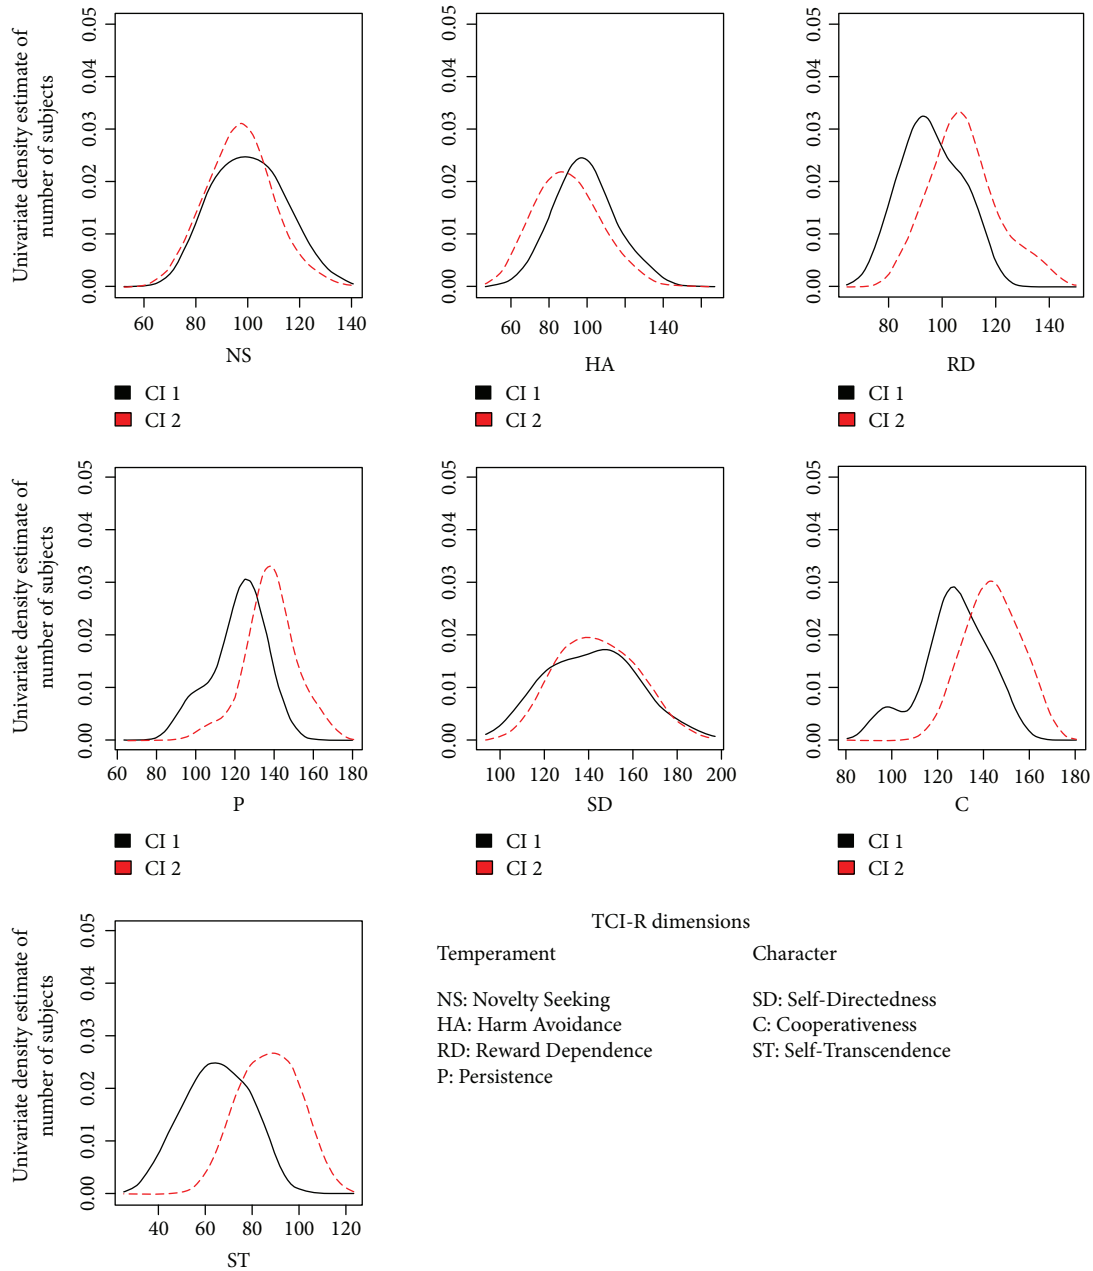 Univariate density estimate of
number of subjects
0.00 0.01 0.02 0.03 0.04 0.05
60 80 100 120 140
NS
CI 1
CI 2
0.00 0.01 0.02 0.03 0.04 0.05
60 80 100 140
HA
CI 1
CI 2
0.00 0.01 0.02 0.03 0.04 0.05
80 100 120 140
RD
CI 1
CI 2
Univariate density estimate of
number of subjects
0.00 0.01 0.02 0.03 0.04 0.05
60 80 100 120 140 160 180
P
CI 1
CI 2
0.00 0.01 0.02 0.03 0.04 0.05
100 120 140 160 180 200
SD
CI 1
CI 2
0.00 0.01 0.02 0.03 0.04 0.05
80 100 120 140 160 180
C
CI 1
CI 2
Univariate density estimate of
number of subjects
0.00 0.01 0.02 0.03 0.04 0.05
40 60 80 100 120
ST
TCI-R dimensions
Temperament
NS: Novelty Seeking
HA: Harm Avoidance
RD: Reward Dependence
P: Persistence
Character
SD: Self-Directedness
C: Cooperativeness
ST: Self-Transcendence